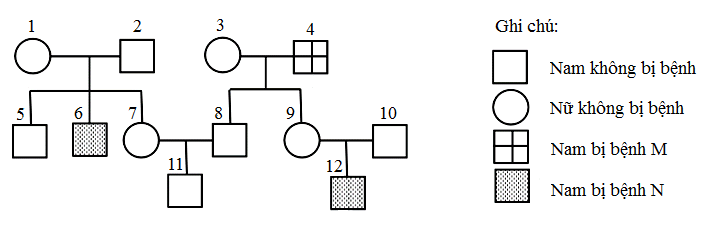 1
2
3
4
Ghi chú:
Nam không bị bệnh
5
6
7
8
9
10
Nữ không bị bệnh
11
12
Nam bị bệnh M
Nam bị bệnh N